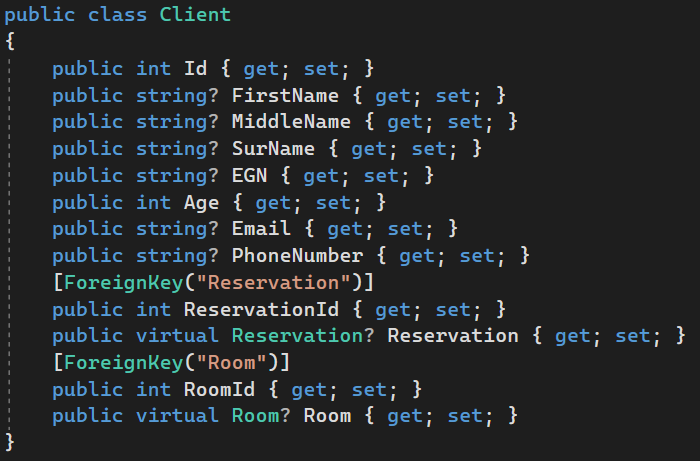 public class Client
{
public int Id { get; set; }
public string? FirstName { get; set; }
public string? MiddleName { get; set; }
public string? SurName { get; set; }
public string? EGN { get; set; }
public int Age { get; set; }
public string? Email { get; set; }
public string? PhoneNumber { get; set; }
[ForeignKey("Reservation")]
public int ReservationId { get; set; }
public virtual Reservation? Reservation { get; set; }
[ForeignKey("Room")]
public int RoomId { get; set; }
public virtual Room? Room { get; set; }
}